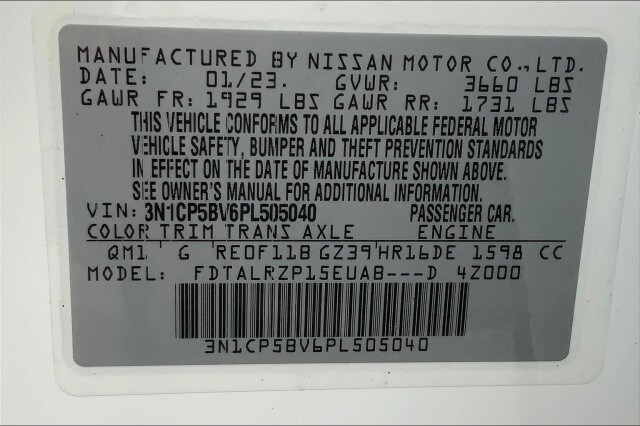 MANUFACTURED BY NISSAN MOTOR CO., LTD.
DATE: 01/23. GVWR: 3660 LBS
GAWR FR: 1929 LBS GAWR RR: 1731 LBS
THIS VEHICLE CONFORMS TO ALL APPLICABLE FEDERAL MOTOR
VEHICLE SAFETY, BUMPER AND THEFT PREVENTION STANDARDS
IN EFFECT ON THE DATE OF MANUFACTURE SHOWN ABOVE.
SEE OWNER'S MANUAL FOR ADDITIONAL INFORMATION.
VIN: 3N1CP5BV6PL505040 PASSENGER CAR.
COLOR TRIM TRANS AXLE ENGINE
QM1 G RE0F11B GZ39 HR16DE 1598 CC
MODEL: FDTALRZP15EUAB---D 4Z000
3N1CP5BV6PL505040